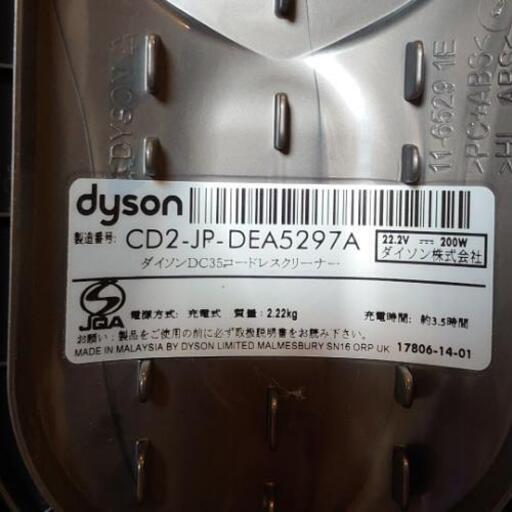 dyson
製造番号: CD2-JP-DEA5297A
22.2V ⎓ 200W
ダイソン株式会社
ダイソンDC35コードレスクリーナー
JQA
電源方式: 充電式 質量: 2.22kg 充電時間: 約3.5時間
お願い:製品をご使用の前に必ず取扱説明書をお読み下さい。
MADE IN MALAYSIA BY DYSON LIMITED MALMESBURY SN16 ORP UK 17806-14-01
DYSON
11-6629 1E
>PC+ABS<
ABS<